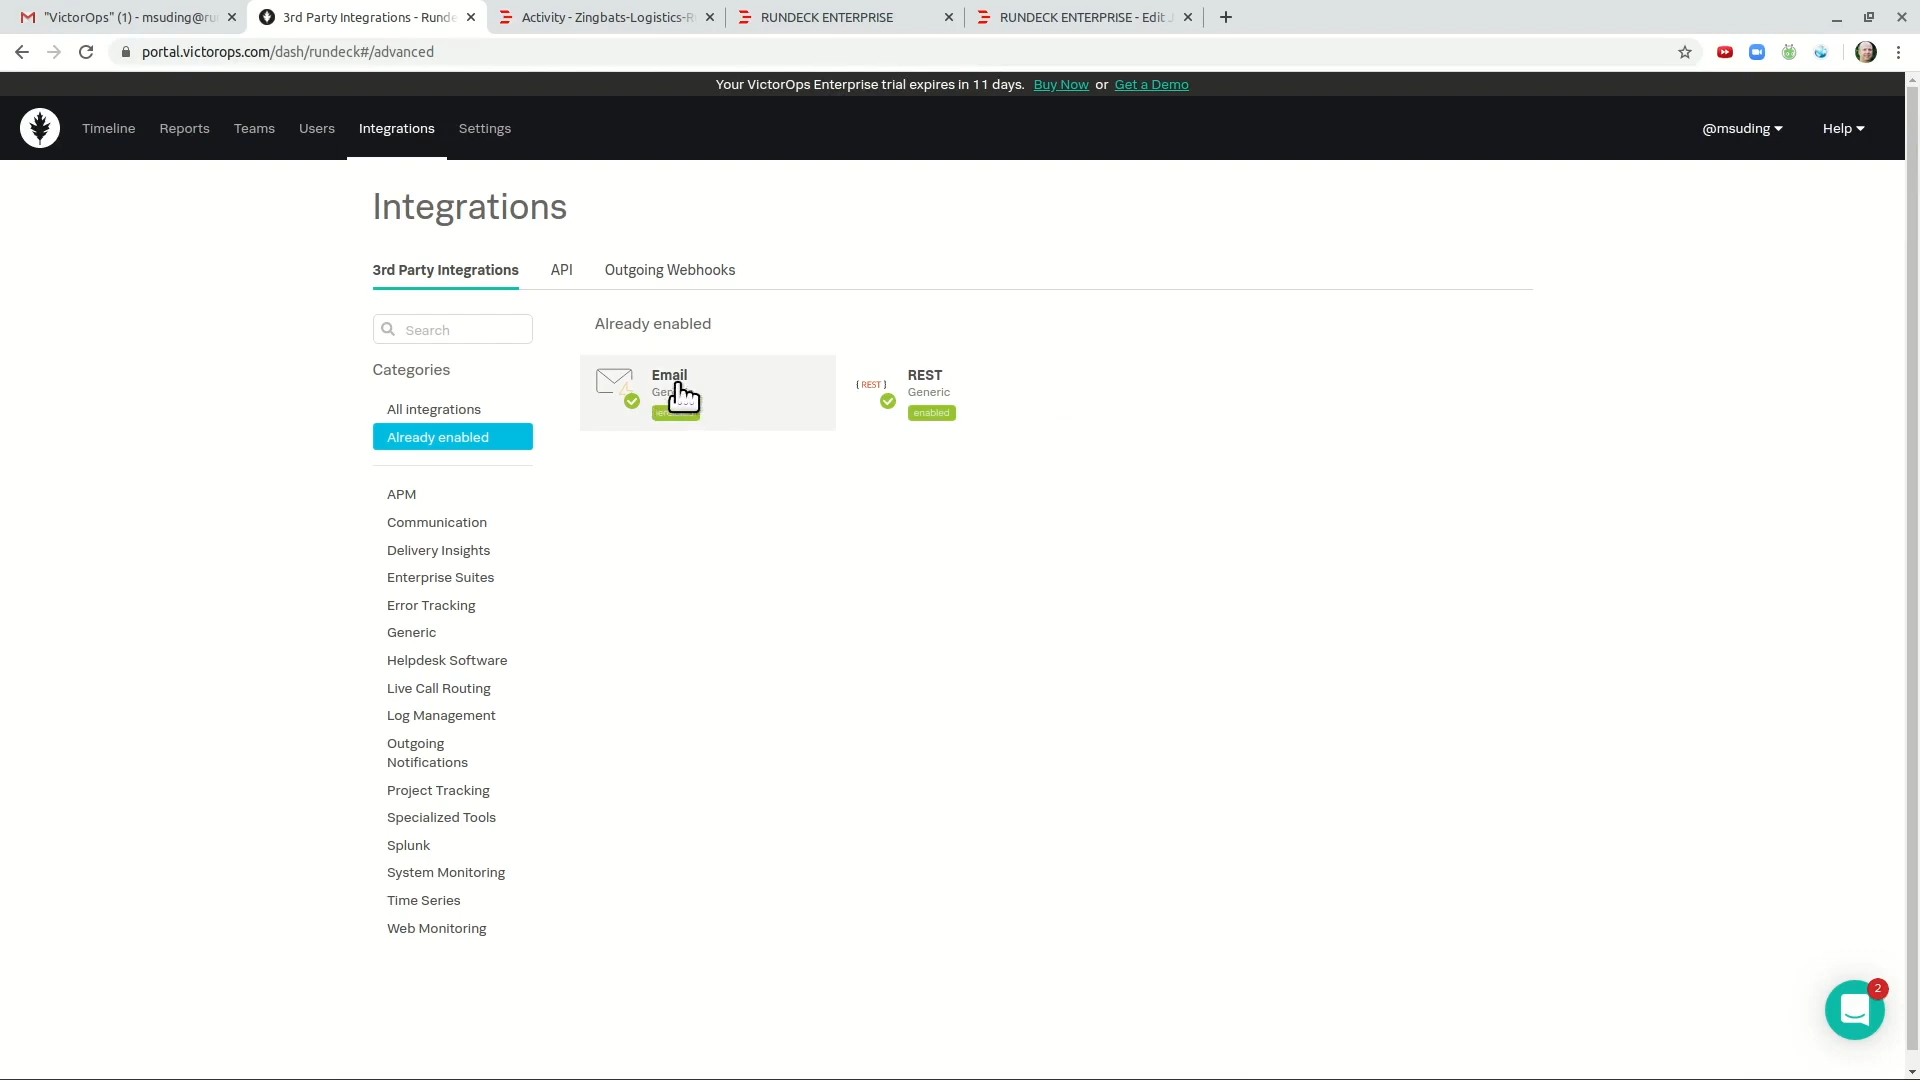 "VictorOps" (1) - msuding@ru
3rd Party Integrations - Runde
Activity - Zingbats-Logistics-R
RUNDECK ENTERPRISE
RUNDECK ENTERPRISE - Edit J
portal.victorops.com/dash/rundeck#/advanced
Your VictorOps Enterprise trial expires in 11 days. Buy Now or Get a Demo
Timeline
Reports
Teams
Users
Integrations
Settings
@msuding
Help
Integrations
3rd Party Integrations
API
Outgoing Webhooks
Search
Already enabled
Categories
Email
REST
{ REST }
Generic
enabled
All integrations
Already enabled
APM
Communication
Delivery Insights
Enterprise Suites
Error Tracking
Generic
Helpdesk Software
Live Call Routing
Log Management
Outgoing
Notifications
Project Tracking
Specialized Tools
Splunk
System Monitoring
Time Series
Web Monitoring
2